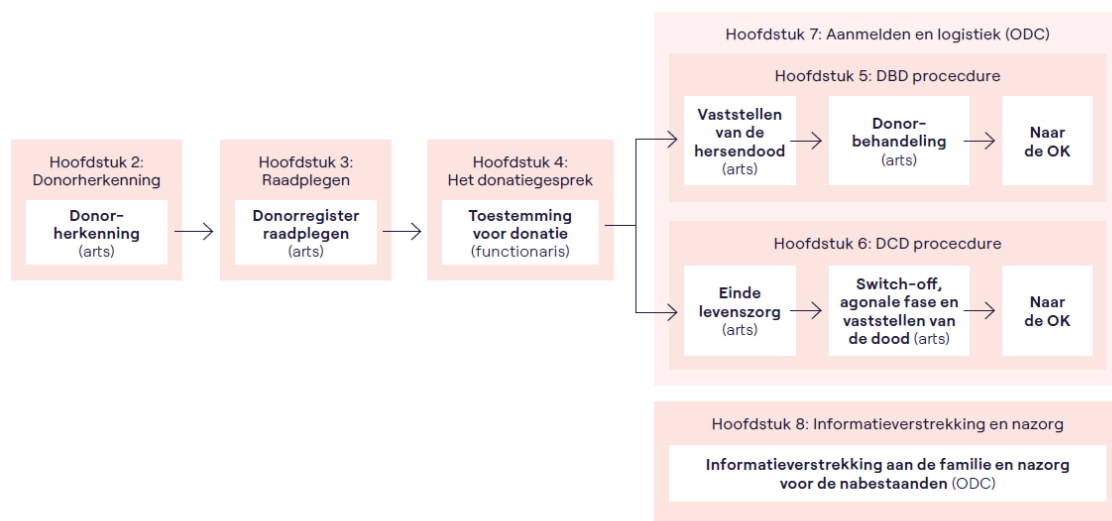 Hoofdstuk 2:
Donorherkenning
Donor-
herkenning
(arts)
Hoofdstuk 3:
Raadplegen
Donorregister
raadplegen
(arts)
Hoofdstuk 4:
Het donatiegesprek
Toestemming
voor donatie
(functionaris)
Hoofdstuk 7: Aanmelden en logistiek (ODC)
Hoofdstuk 5: DBD procecdure
Vaststellen
van de
hersendood
(arts)
Donor-
behandeling
(arts)
Naar
de OK
Hoofdstuk 6: DCD procecdure
Einde
levenszorg
(arts)
Switch-off,
agonale fase en
vaststellen van
de dood (arts)
Naar
de OK
Hoofdstuk 8: Informatieverstrekking en nazorg
Informatieverstrekking aan de familie en nazorg
voor de nabestaanden (ODC)